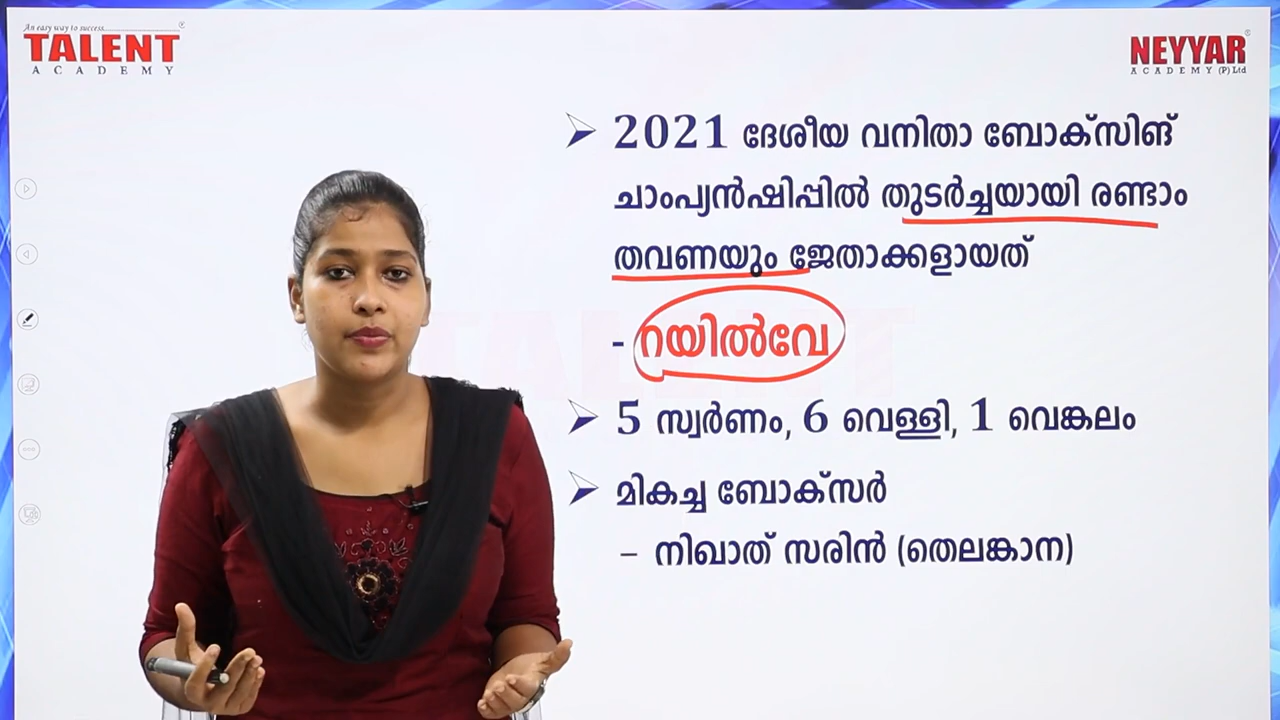 An easy way to success.......
TALENT
ACADEMY
NEYYAR
ACADEMY (P) Ltd
2021 ദേശീയ വനിതാ ബോക്സിങ്
ചാംപ്യൻഷിപ്പിൽ തുടർച്ചയായി രണ്ടാം
തവണയും ജേതാക്കളായത്
- റയിൽവേ
5 സ്വർണം, 6 വെള്ളി, 1 വെങ്കലം
മികച്ച ബോക്സർ
– നിഖാത് സരിൻ (തെലങ്കാന)